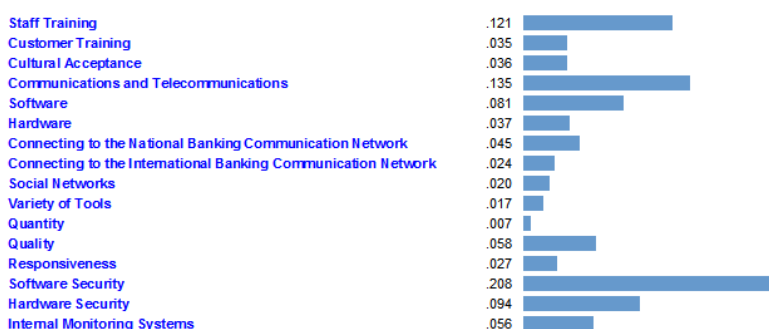 Staff Training .121
Customer Training .035
Cultural Acceptance .036
Communications and Telecommunications .135
Software .081
Hardware .037
Connecting to the National Banking Communication Network .045
Connecting to the International Banking Communication Network .024
Social Networks .020
Variety of Tools .017
Quantity .007
Quality .058
Responsiveness .027
Software Security .208
Hardware Security .094
Internal Monitoring Systems .056